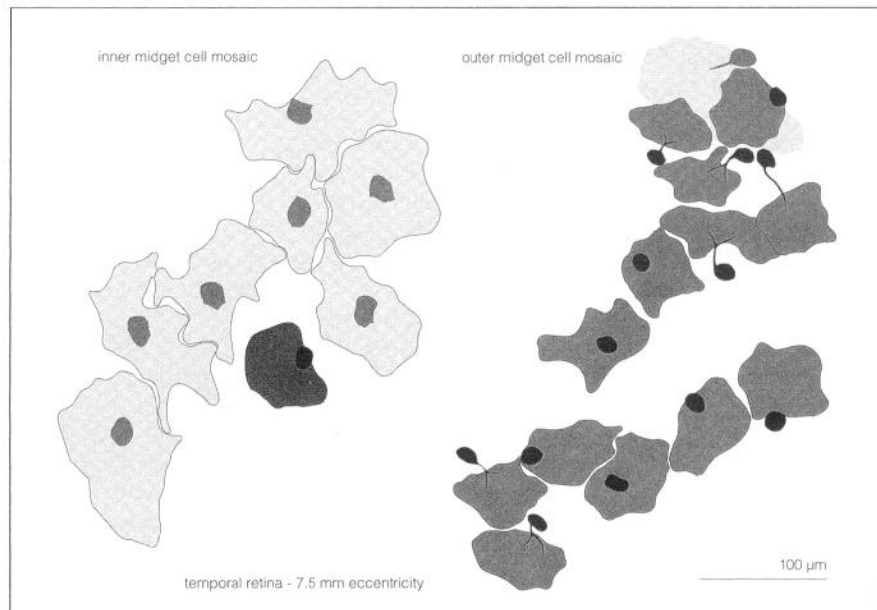 inner midget cell mosaic
outer midget cell mosaic
100 µm
temporal retina - 7.5 mm eccentricity